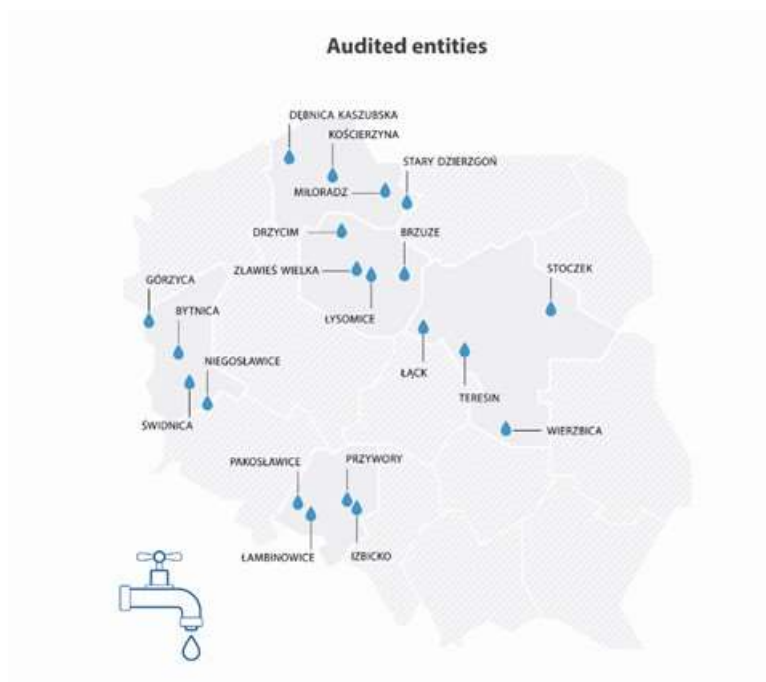 Audited entities
DĘBNICA KASZUBSKA
KOŚCIERZYNA
STARY DZIERZGOŃ
MIŁORADZ
DRZYCIM
BRZUZE
ZŁAWIEŚ WIELKA
STOCZEK
GÓRZYCA
BYTNICA
ŁYSOMICE
NIEGOSŁAWICE
ŁĄCK
TERESIN
ŚWIDNICA
WIERZBICA
PAKOSŁAWICE
PRZYWORY
ŁAMBINOWICE
IZBICKO